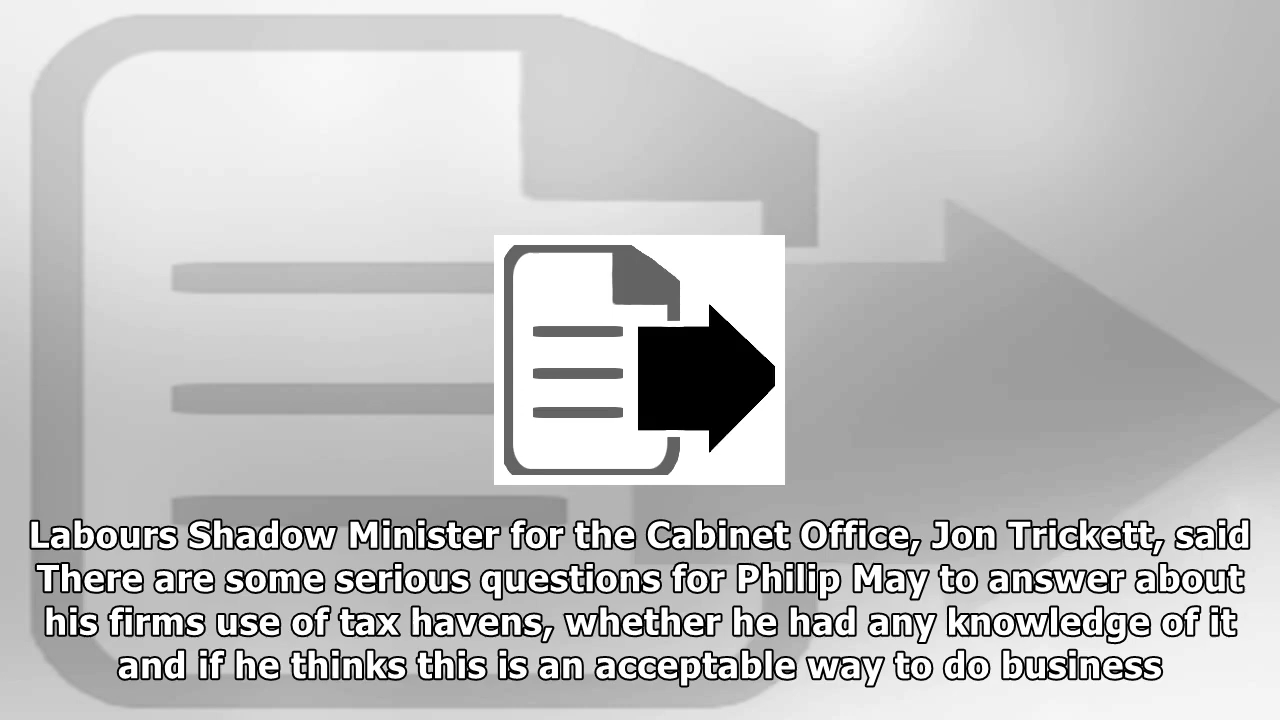 Labours Shadow Minister for the Cabinet Office, Jon Trickett, said
There are some serious questions for Philip May to answer about
his firms use of tax havens, whether he had any knowledge of it
and if he thinks this is an acceptable way to do business